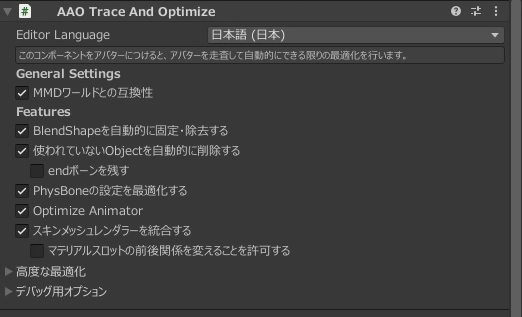 AAO Trace And Optimize
Editor Language 日本語 (日本)
このコンポーネントをアバターにつけると、アバターを走査して自動的にできる限りの最適化を行います。
General Settings
MMDワールドとの互換性
Features
BlendShapeを自動的に固定・除去する
使われていないObjectを自動的に削除する
endボーンを残す
PhysBoneの設定を最適化する
Optimize Animator
スキンメッシュレンダラーを統合する
マテリアルスロットの前後関係を変えることを許可する
高度な最適化
デバッグ用オプション